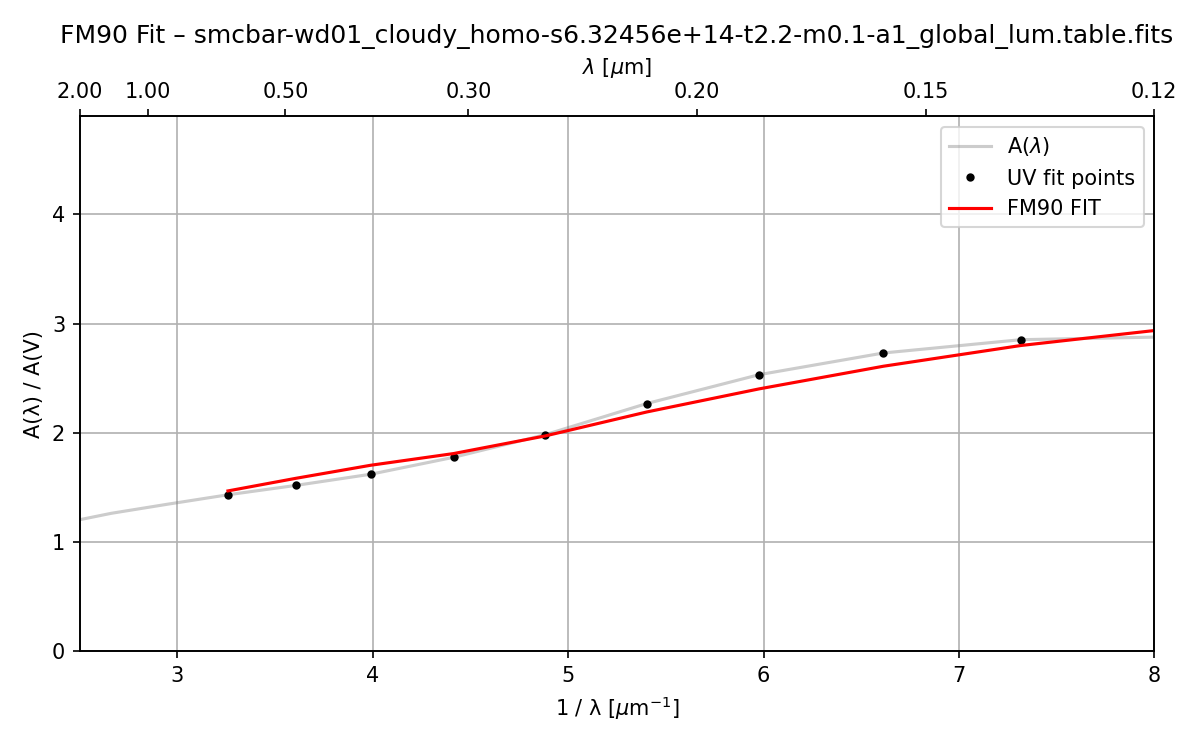 FM90 Fit – smcbar-wd01_cloudy_homo-s6.32456e+14-t2.2-m0.1-a1_global_lum.table.fits
λ [μm]
2.00 1.00 0.50 0.30 0.20 0.15 0.12
A(λ)
UV fit points
FM90 FIT
A(λ) / A(V)
4
3
2
1
0
3 4 5 6 7 8
1 / λ [μm⁻¹]